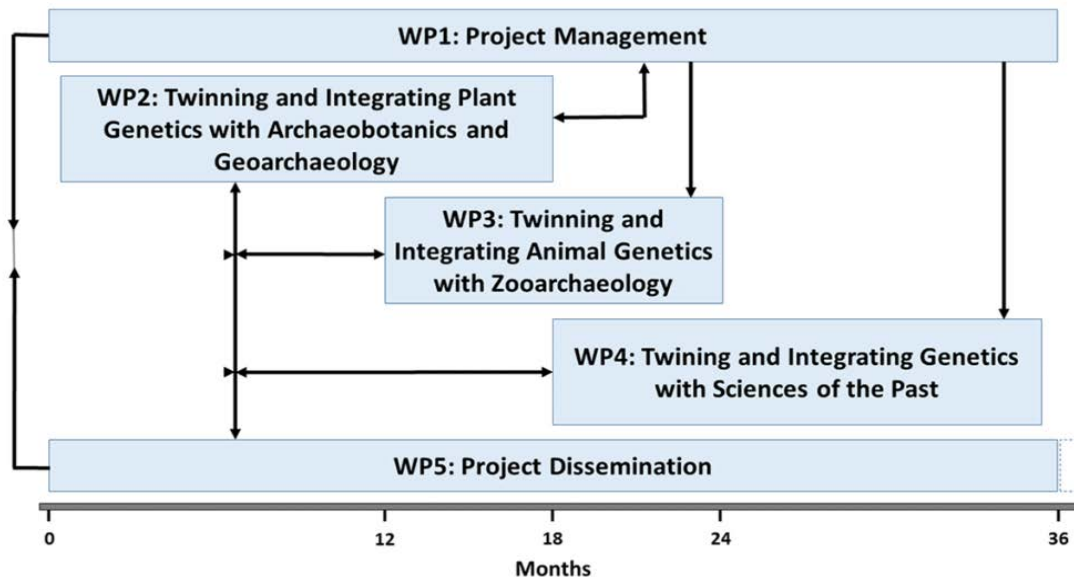 WP1: Project Management
WP2: Twinning and Integrating Plant
Genetics with Archaeobotanics and
Geoarchaeology
WP3: Twinning and
Integrating Animal Genetics
with Zooarchaeology
WP4: Twining and Integrating Genetics
with Sciences of the Past
WP5: Project Dissemination
0 12 18 24 36
Months